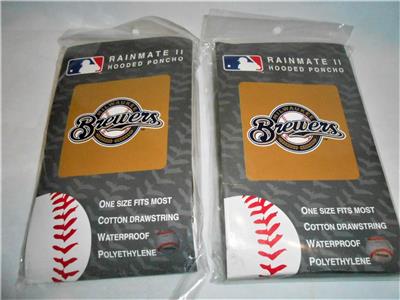 RAINMATE II
HOODED PONCHO
MILWAUKEE
Brewers
ONE SIZE FITS MOST
COTTON DRAWSTRING
WATERPROOF
POLYETHYLENE
RAINMATE II
HOODED PONCHO
MILWAUKEE
Brewers
ONE SIZE FITS MOST
COTTON DRAWSTRING
WATERPROOF
POLYETHYLENE